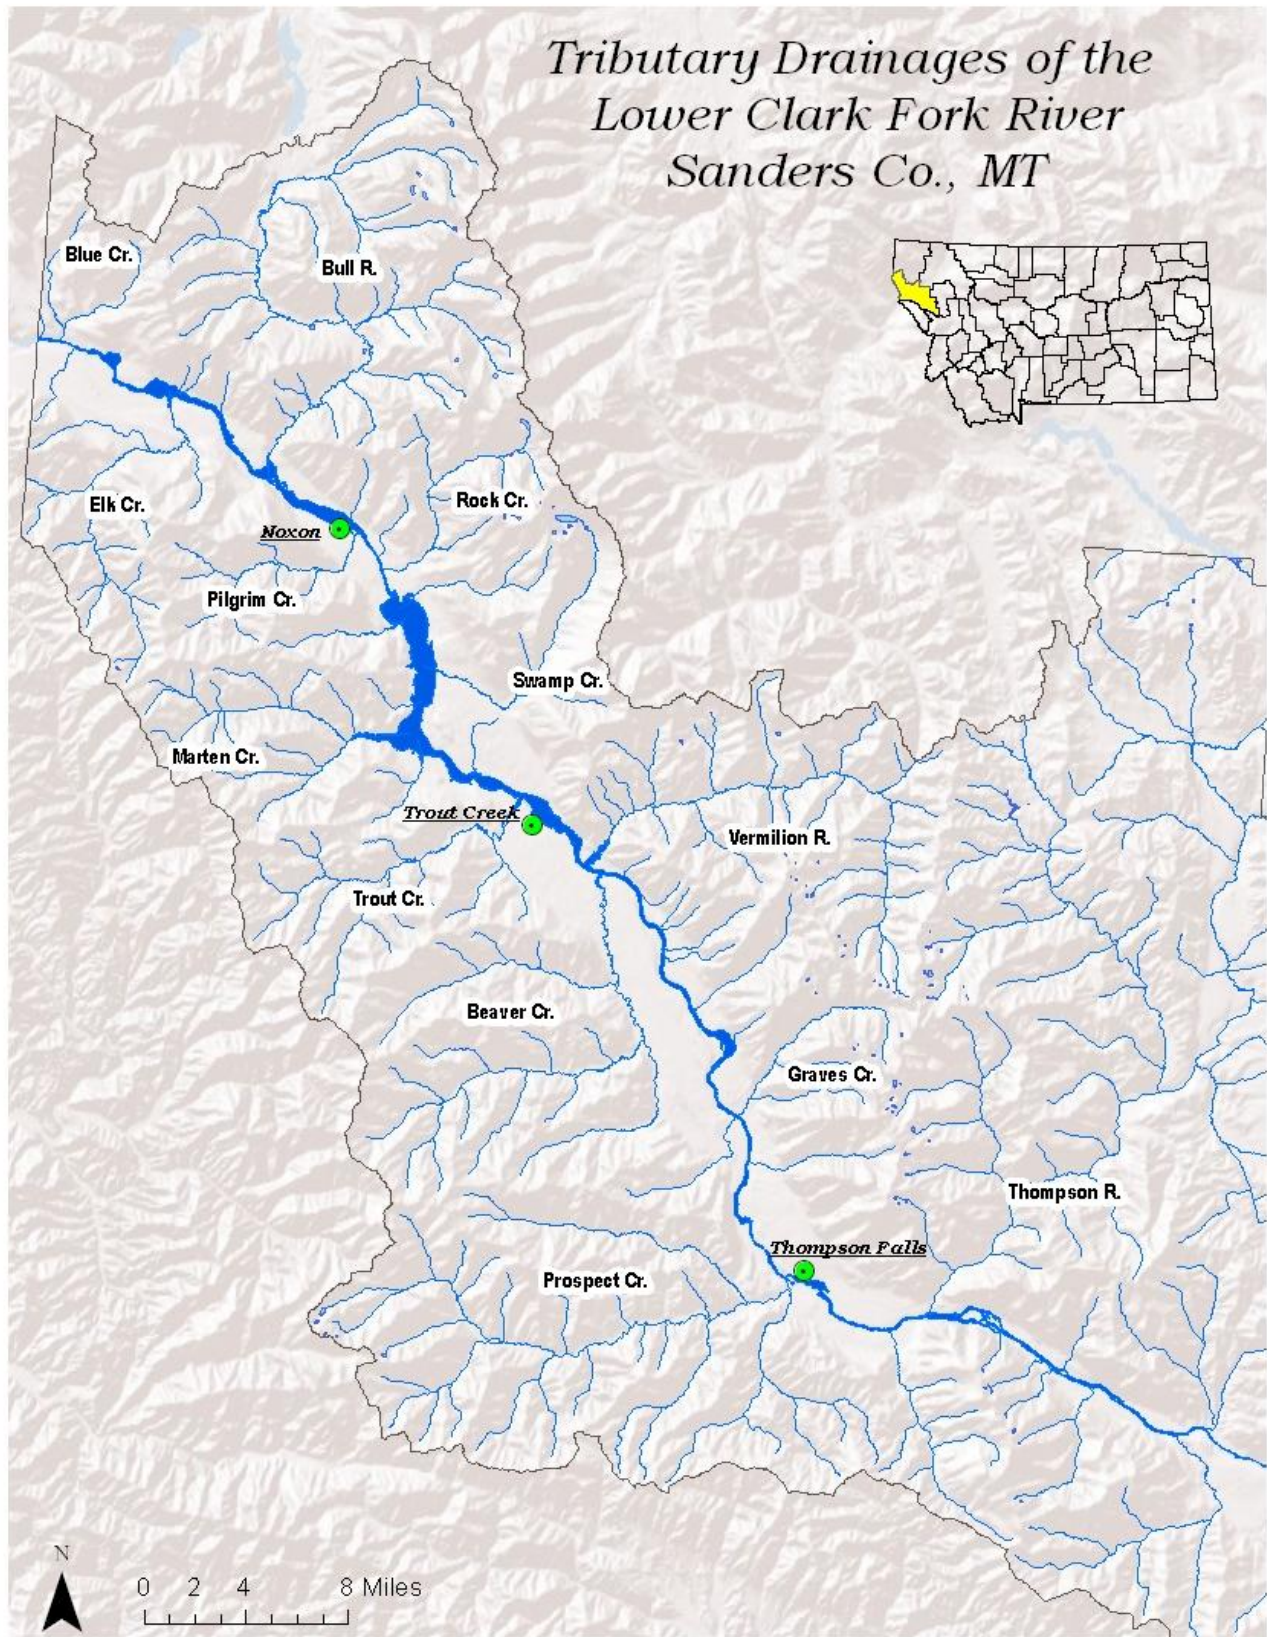 Tributary Drainages of the
Lower Clark Fork River
Sanders Co., MT
Blue Cr.
Bull R.
Elk Cr.
Rock Cr.
Noxon
Pilgrim Cr.
Swamp Cr.
Marten Cr.
Trout Creek
Vermilion R.
Trout Cr.
Beaver Cr.
Graves Cr.
Thompson R.
Thompson Falls
Prospect Cr.
N
0 2 4 8 Miles